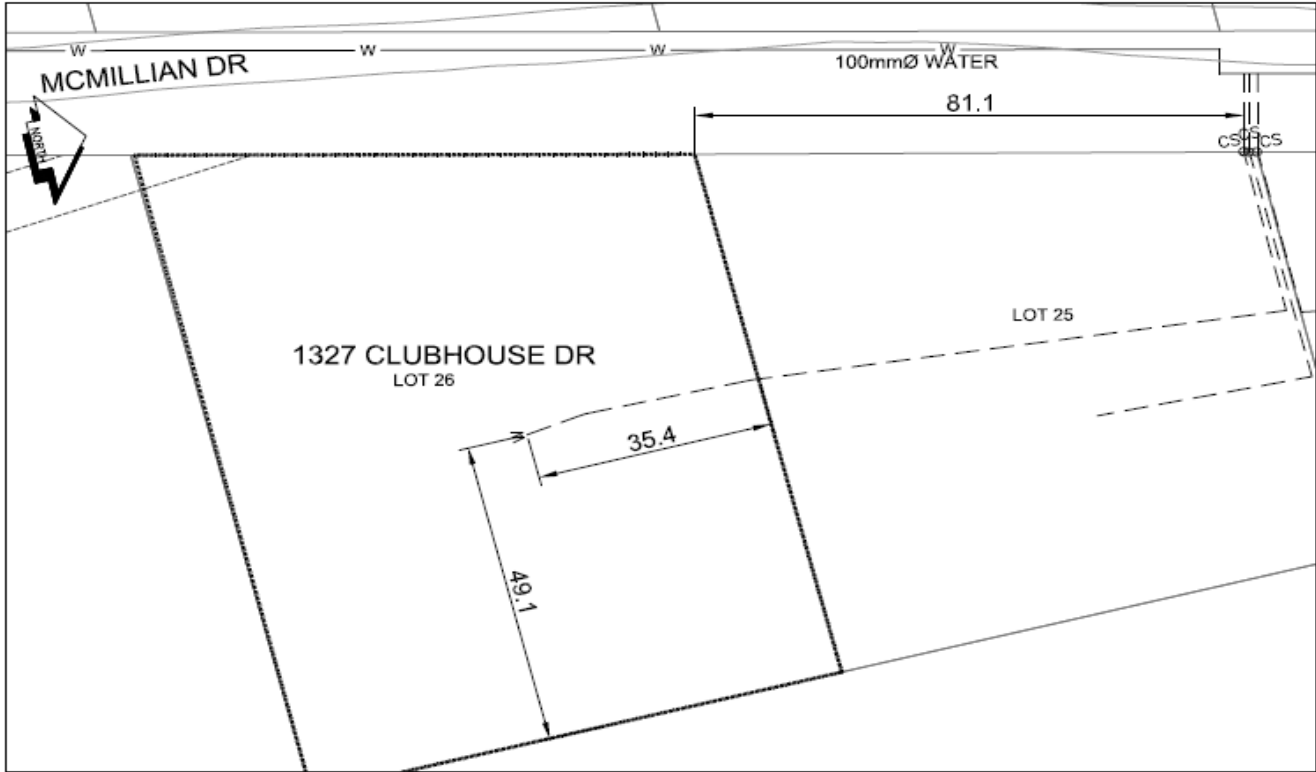 W W W W
MCMILLIAN DR
100mmØ WATER
NORTH
81.1
CS CS CS
LOT 25
1327 CLUBHOUSE DR
LOT 26
M
35.4
49.1